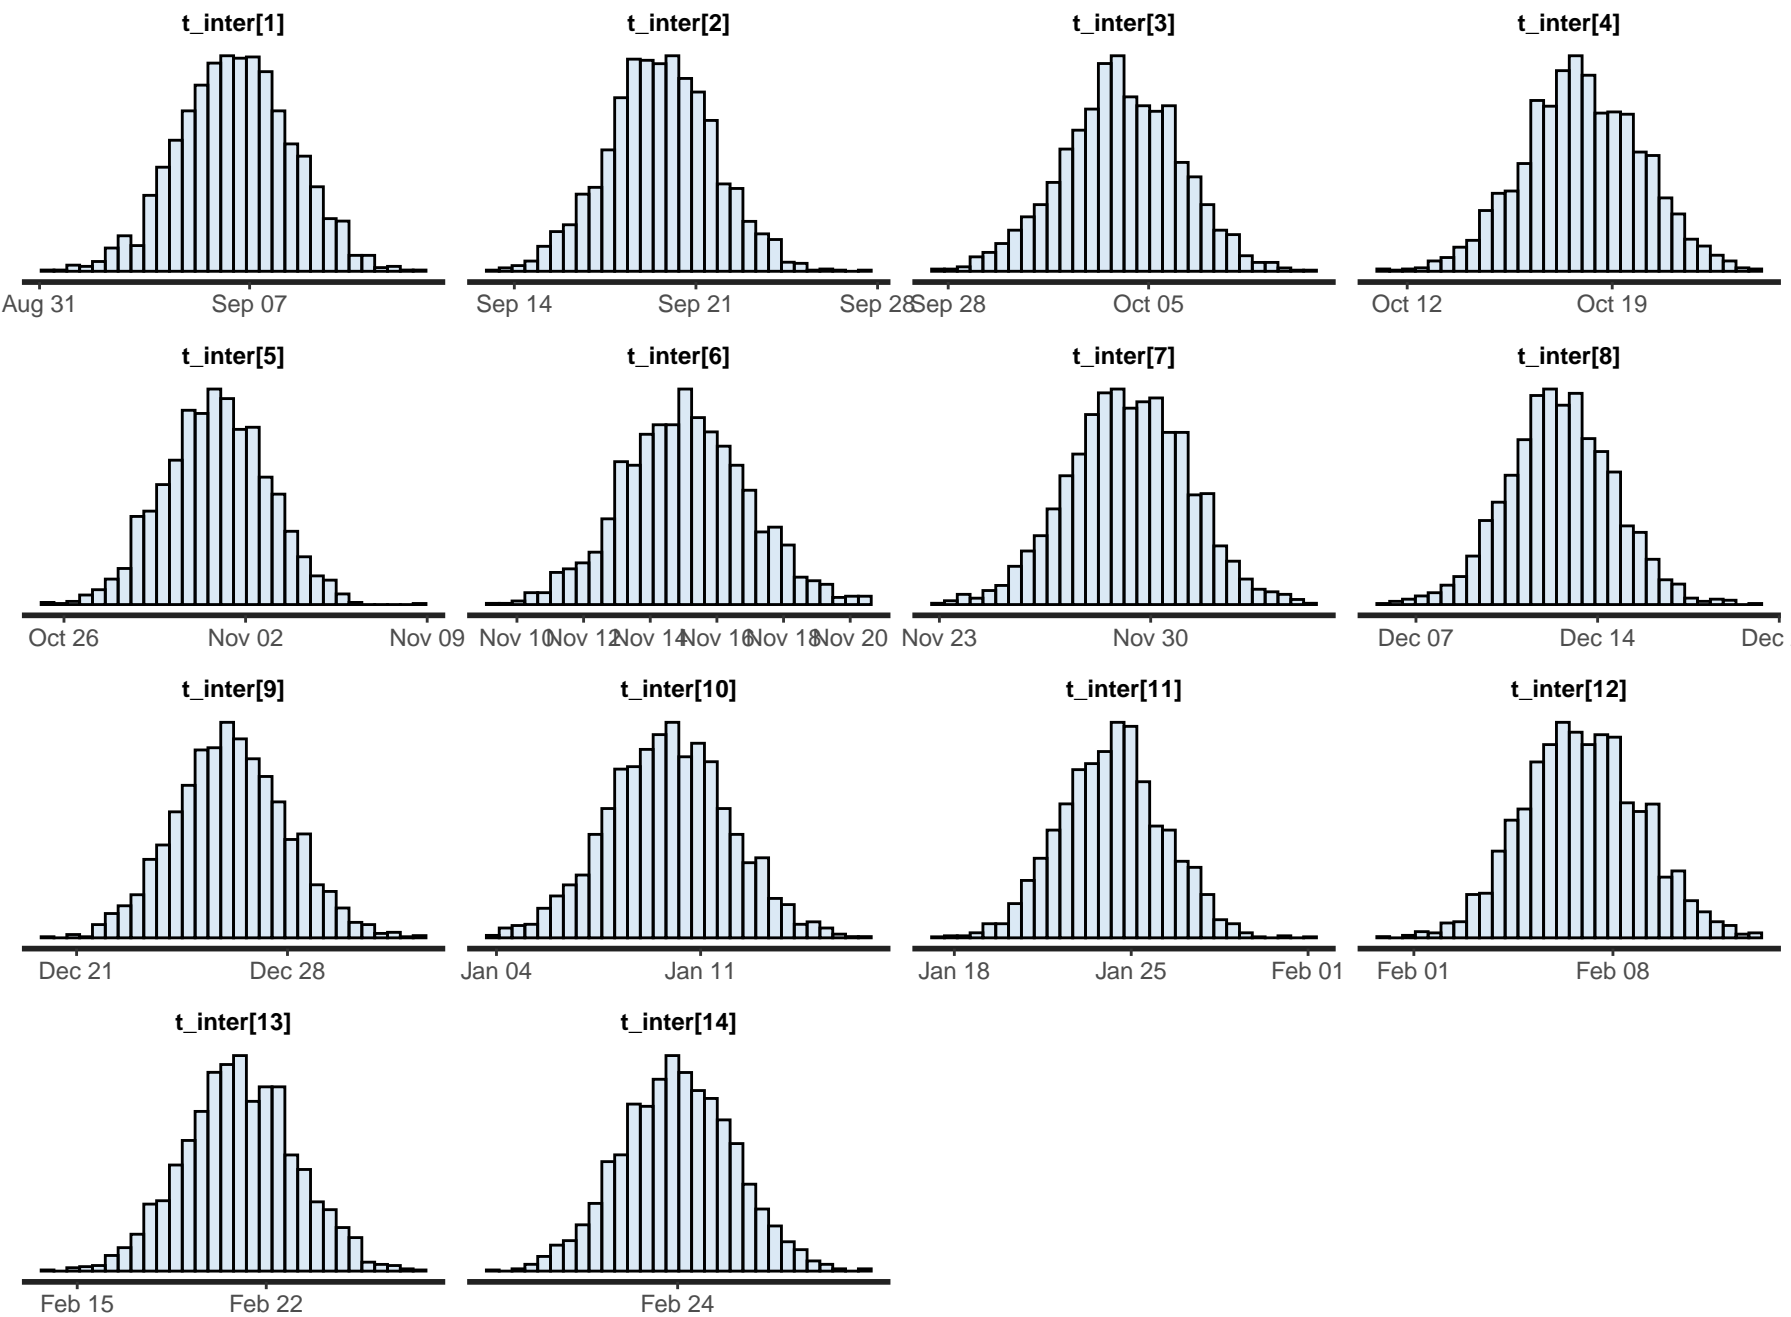 t_inter[1] t_inter[2] t_inter[3] t_inter[4]
Aug 31 Sep 07 Sep 14 Sep 21 Sep 28 Sep 28 Oct 05 Oct 12 Oct 19
t_inter[5] t_inter[6] t_inter[7] t_inter[8]
Oct 26 Nov 02 Nov 09 Nov 10 Nov 12 Nov 14 Nov 16 Nov 18 Nov 20 Nov 23 Nov 30 Dec 07 Dec 14 Dec
t_inter[9] t_inter[10] t_inter[11] t_inter[12]
Dec 21 Dec 28 Jan 04 Jan 11 Jan 18 Jan 25 Feb 01 Feb 01 Feb 08
t_inter[13] t_inter[14]
Feb 15 Feb 22 Feb 24